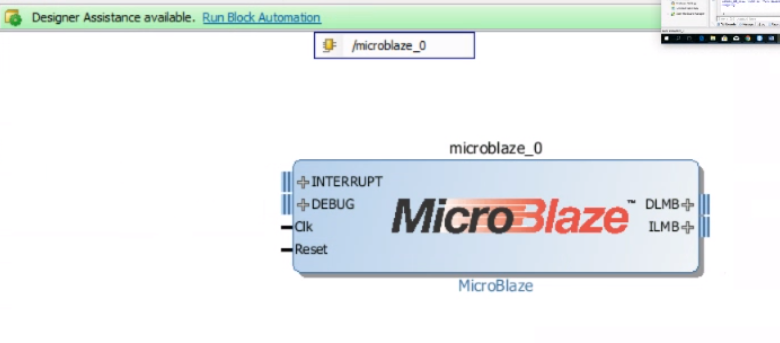 Designer Assistance available. Run Block Automation
/microblaze_0
microblaze_0
INTERRUPT
DEBUG
Clk
Reset
MicroBlaze™
DLMB
ILMB
MicroBlaze